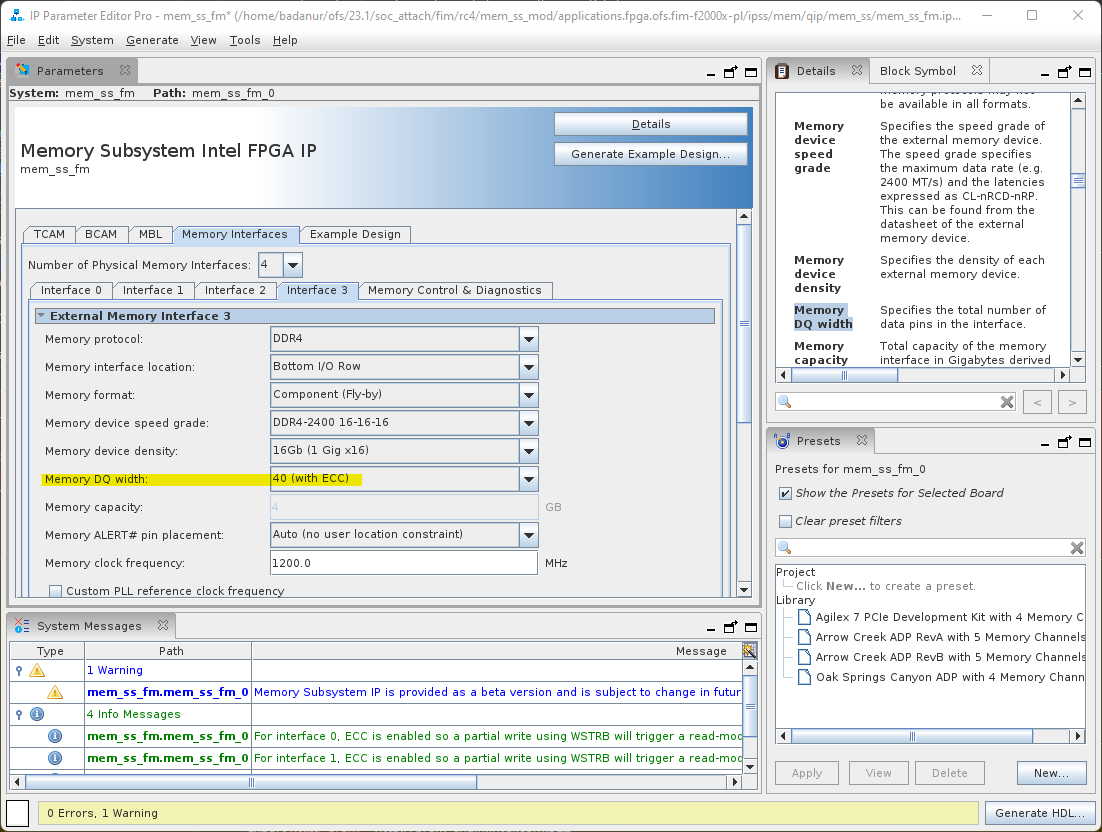 IP Parameter Editor Pro - mem_ss_fm* (/home/badanur/ofs/23.1/soc_attach/fim/rc4/mem_ss_mod/applications.fpga.ofs.fim-f2000x-pl/ipss/mem/qip/mem_ss/mem_ss_fm.ip...
File Edit System Generate View Tools Help
Parameters
System: mem_ss_fm Path: mem_ss_fm_0
Memory Subsystem Intel FPGA IP
mem_ss_fm
Details
Generate Example Design...
TCAM BCAM MBL Memory Interfaces Example Design
Number of Physical Memory Interfaces: 4
Interface 0 Interface 1 Interface 2 Interface 3 Memory Control & Diagnostics
External Memory Interface 3
Memory protocol: DDR4
Memory interface location: Bottom I/O Row
Memory format: Component (Fly-by)
Memory device speed grade: DDR4-2400 16-16-16
Memory device density: 16Gb (1 Gig x16)
Memory DQ width: 40 (with ECC)
Memory capacity: 4 GB
Memory ALERT# pin placement: Auto (no user location constraint)
Memory clock frequency: 1200.0 MHz
Custom PLL reference clock frequency
System Messages
Type Path Message
1 Warning
mem_ss_fm.mem_ss_fm_0 Memory Subsystem IP is provided as a beta version and is subject to change in futur
4 Info Messages
mem_ss_fm.mem_ss_fm_0 For interface 0, ECC is enabled so a partial write using WSTRB will trigger a read-mod
mem_ss_fm.mem_ss_fm_0 For interface 1, ECC is enabled so a partial write using WSTRB will trigger a read-mod
0 Errors, 1 Warning
Generate HDL...
Details Block Symbol
be available in all formats.
Memory device speed grade
Specifies the speed grade of
the external memory device.
The speed grade specifies
the maximum data rate (e.g.
2400 MT/s) and the latencies
expressed as CL-nRCD-nRP.
This can be found from the
datasheet of the external
memory device.
Memory device density
Specifies the density of each
external memory device.
Memory DQ width
Specifies the total number of
data pins in the interface.
Memory capacity
Total capacity of the memory
interface in Gigabytes derived
< >
Presets
Presets for mem_ss_fm_0
Show the Presets for Selected Board
Clear preset filters
Project
Click New... to create a preset.
Library
Agilex 7 PCIe Development Kit with 4 Memory C
Arrow Creek ADP RevA with 5 Memory Channels
Arrow Creek ADP RevB with 5 Memory Channels
Oak Springs Canyon ADP with 4 Memory Chann
Apply View Delete New...